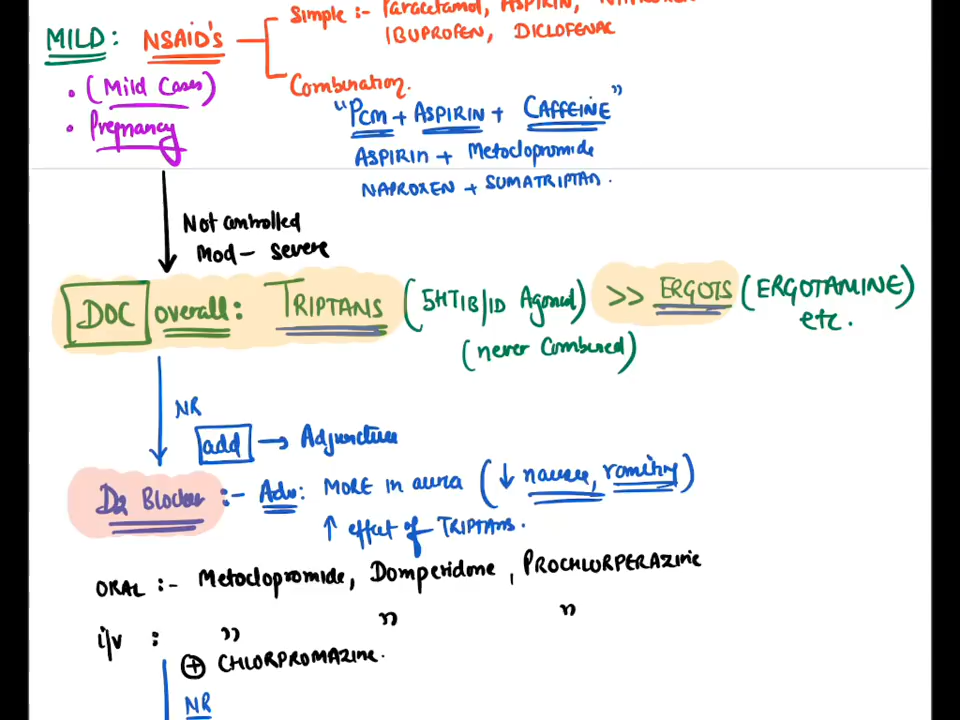 Simple :- Paracetamol, ASPIRIN,
MILD: NSAID's
IBUPROFEN, DICLOFENAC
• (Mild Cases)
Combination.
"PCM + ASPIRIN + CAFFEINE"
• Pregnancy
ASPIRIN + Metoclopromide
NAPROXEN + SUMATRIPTAN.
Not controlled
Mod - severe
DOC overall: TRIPTANS (5HT1B/1D Agonist) >> ERGOTS (ERGOTAMINE)
etc.
(never Combined)
NR
add → Adjuncture
D2 Blocker :- Adv: MORE in aura (↓ nausea, vomiting)
↑ effect of TRIPTANS.
ORAL :- Metoclopromide, Domperidone, PROCHLORPERAZINE
i/v : " " "
⊕ CHLORPROMAZINE.
NR